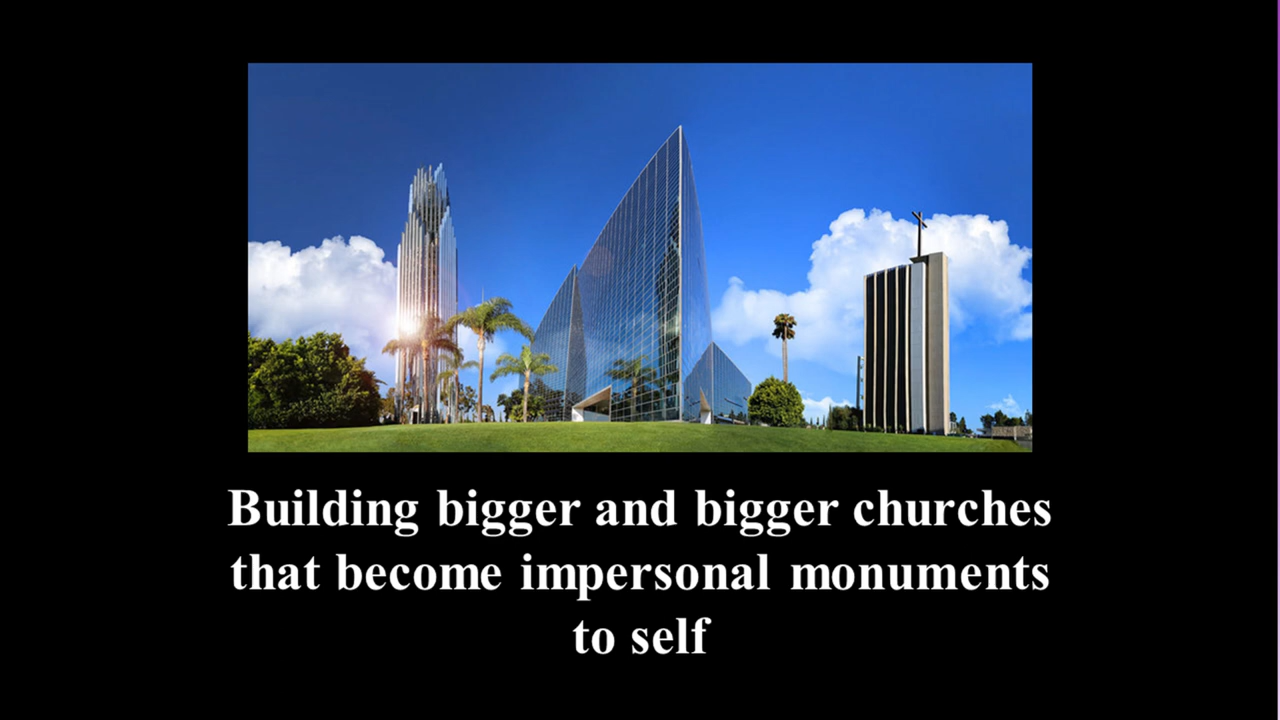 Building bigger and bigger churches
that become impersonal monuments
to self